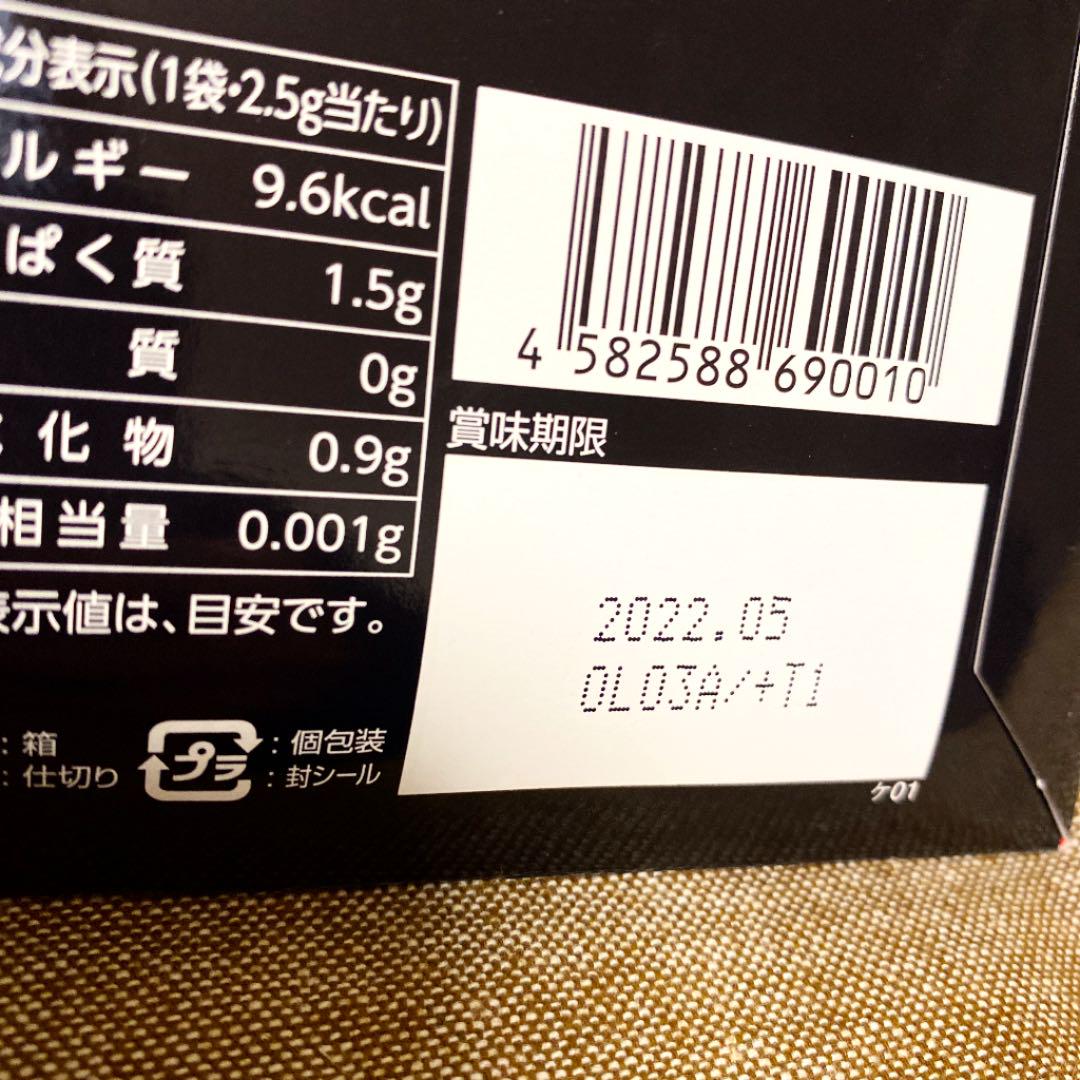 分表示(1袋・2.5g当たり)
ルギー 9.6kcal
ぱく質 1.5g
質 0g
化物 0.9g
相当量 0.001g
表示値は、目安です。
: 箱
: 仕切り
プラ
: 個包装
: 封シール
4 582588 690010
賞味期限
2022.05
0L03A/+T1
ケ01